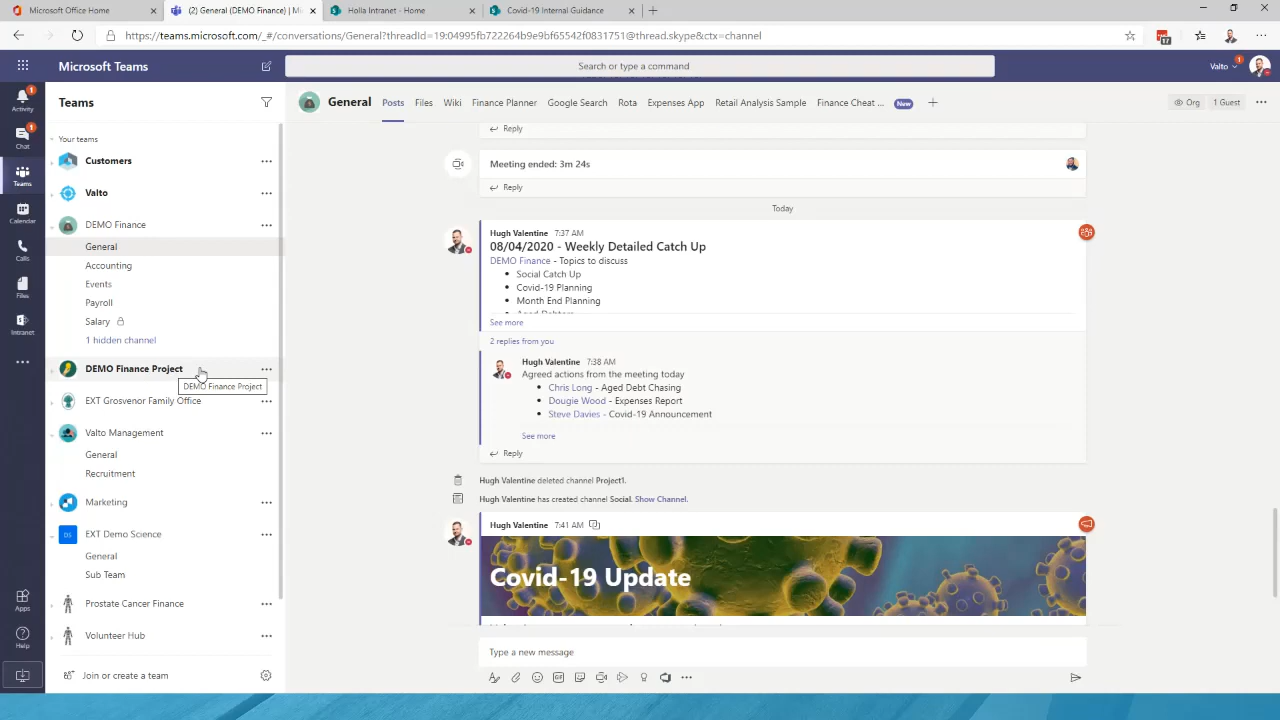 Microsoft Office Home
(2) General (DEMO Finance) | Mi
Holla Intranet - Home
Covid-19 Internal Guidance
https://teams.microsoft.com/_#/conversations/General?threadId=19:04995fb722264b9e9bf65542f0831751@thread.skype&ctx=channel
17
Microsoft Teams
Search or type a command
Valto
1
Activity
1
Chat
1
Teams
Calendar
Calls
Files
Intranet
Apps
Help
Teams
Your teams
Customers
Valto
DEMO Finance
General
Accounting
Events
Payroll
Salary
1 hidden channel
DEMO Finance Project
DEMO Finance Project
EXT Grosvenor Family Office
Valto Management
General
Recruitment
Marketing
DS
EXT Demo Science
General
Sub Team
Prostate Cancer Finance
Volunteer Hub
Join or create a team
General
Posts
Files
Wiki
Finance Planner
Google Search
Rota
Expenses App
Retail Analysis Sample
Finance Cheat ...
New
Org
1 Guest
Reply
Meeting ended: 3m 24s
Reply
Today
Hugh Valentine 7:37 AM
08/04/2020 - Weekly Detailed Catch Up
DEMO Finance - Topics to discuss
Social Catch Up
Covid-19 Planning
Month End Planning
Aged Debtors
See more
2 replies from you
Hugh Valentine 7:38 AM
Agreed actions from the meeting today
Chris Long - Aged Debt Chasing
Dougie Wood - Expenses Report
Steve Davies - Covid-19 Announcement
See more
Reply
Hugh Valentine deleted channel Project1.
Hugh Valentine has created channel Social. Show Channel.
Hugh Valentine 7:41 AM
Covid-19 Update
Type a new message
GIF